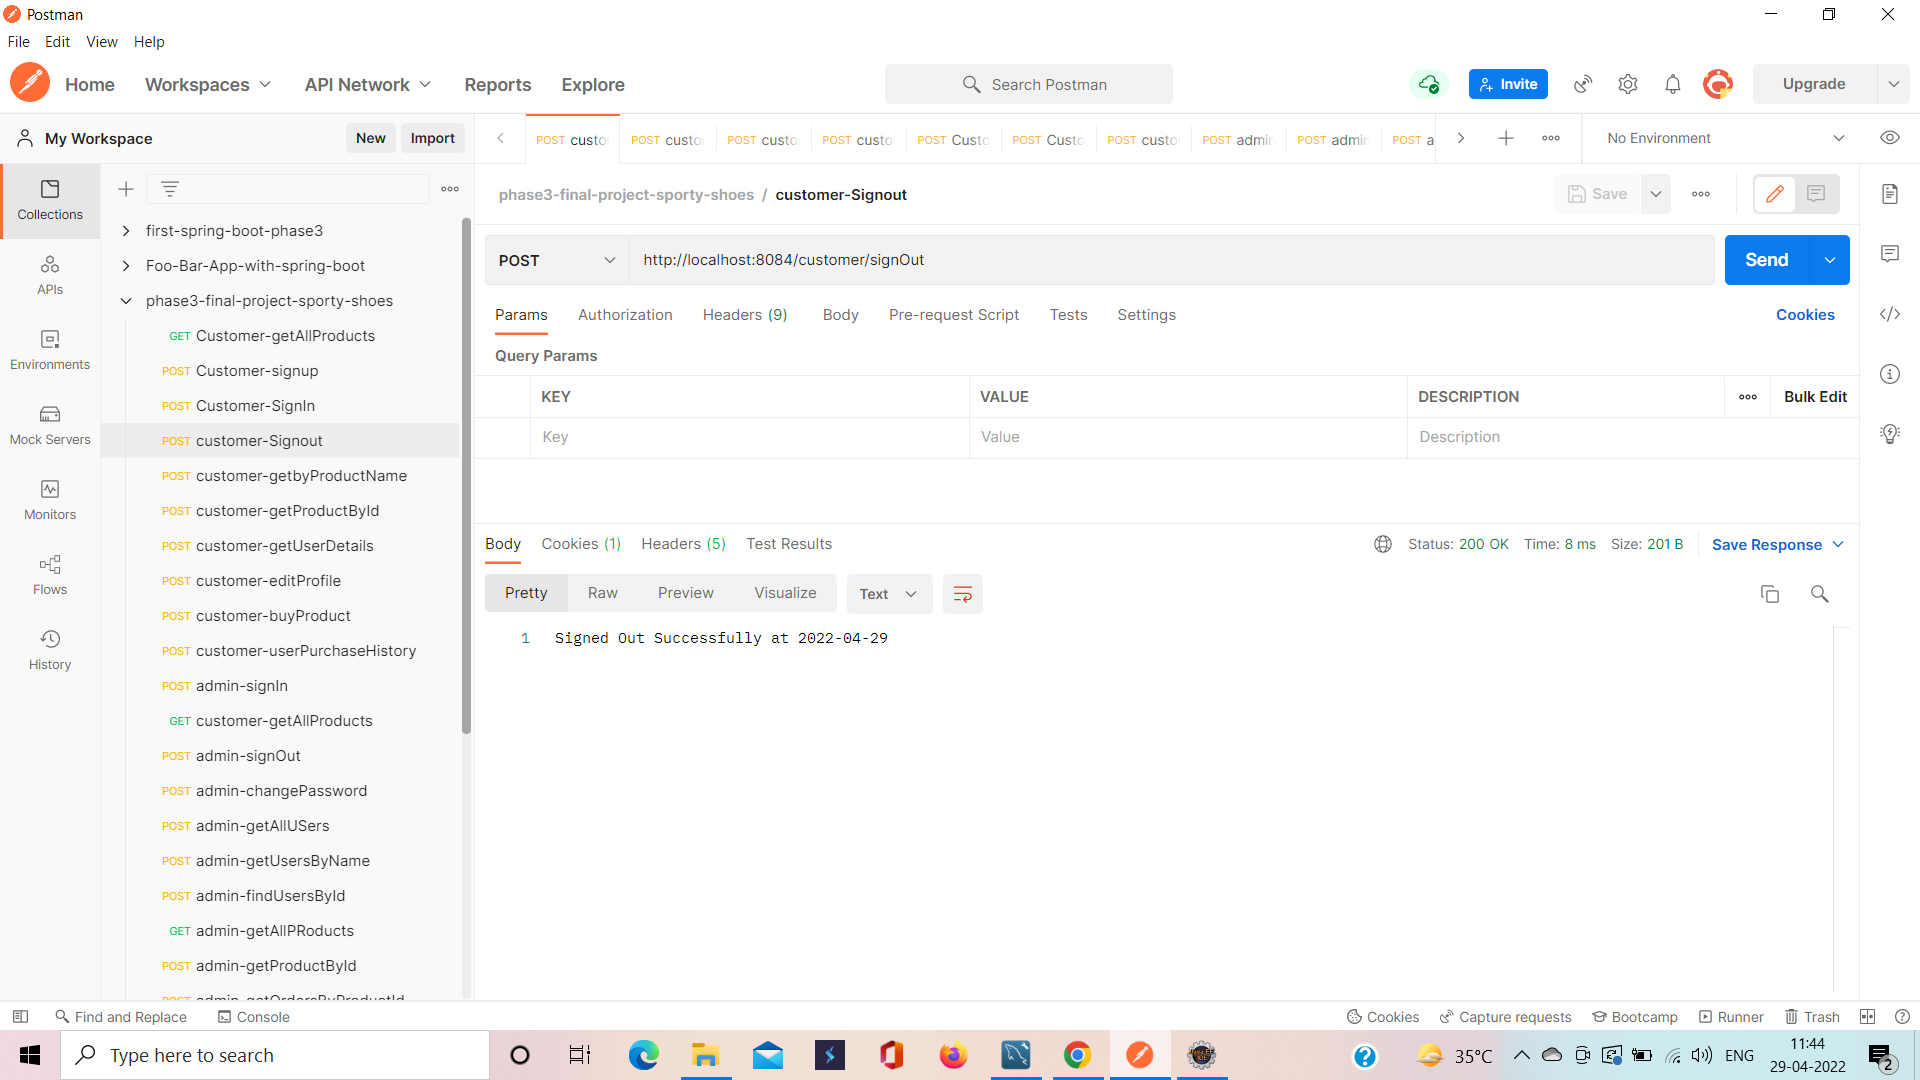 Postman
File Edit View Help
Home Workspaces API Network Reports Explore Search Postman Invite Upgrade
My Workspace New Import
POST custo POST custo POST custo POST custo POST Custo POST Custo POST custo POST admin POST admin POST a No Environment
Collections
APIs
Environments
Mock Servers
Monitors
Flows
History
first-spring-boot-phase3
Foo-Bar-App-with-spring-boot
phase3-final-project-sporty-shoes
GET Customer-getAllProducts
POST Customer-signup
POST Customer-SignIn
POST customer-Signout
POST customer-getbyProductName
POST customer-getProductById
POST customer-getUserDetails
POST customer-editProfile
POST customer-buyProduct
POST customer-userPurchaseHistory
POST admin-signIn
GET customer-getAllProducts
POST admin-signOut
POST admin-changePassword
POST admin-getAllUSers
POST admin-getUsersByName
POST admin-findUsersById
GET admin-getAllPRoducts
POST admin-getProductById
POST admin-getOrdersByProductId
phase3-final-project-sporty-shoes / customer-Signout Save
POST http://localhost:8084/customer/signOut Send
Params Authorization Headers (9) Body Pre-request Script Tests Settings Cookies
Query Params
KEY VALUE DESCRIPTION Bulk Edit
Key Value Description
Body Cookies (1) Headers (5) Test Results Status: 200 OK Time: 8 ms Size: 201 B Save Response
Pretty Raw Preview Visualize Text
1 Signed Out Successfully at 2022-04-29
Find and Replace Console Cookies Capture requests Bootcamp Runner Trash
Type here to search 35°C ENG 11:44
29-04-2022 2